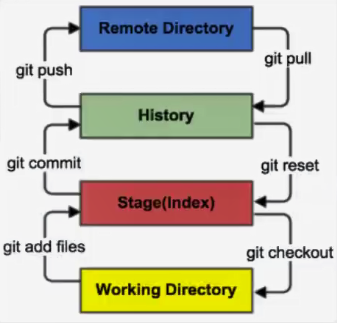 Remote Directory
git push
git pull
History
git commit
git reset
Stage(Index)
git add files
git checkout
Working Directory